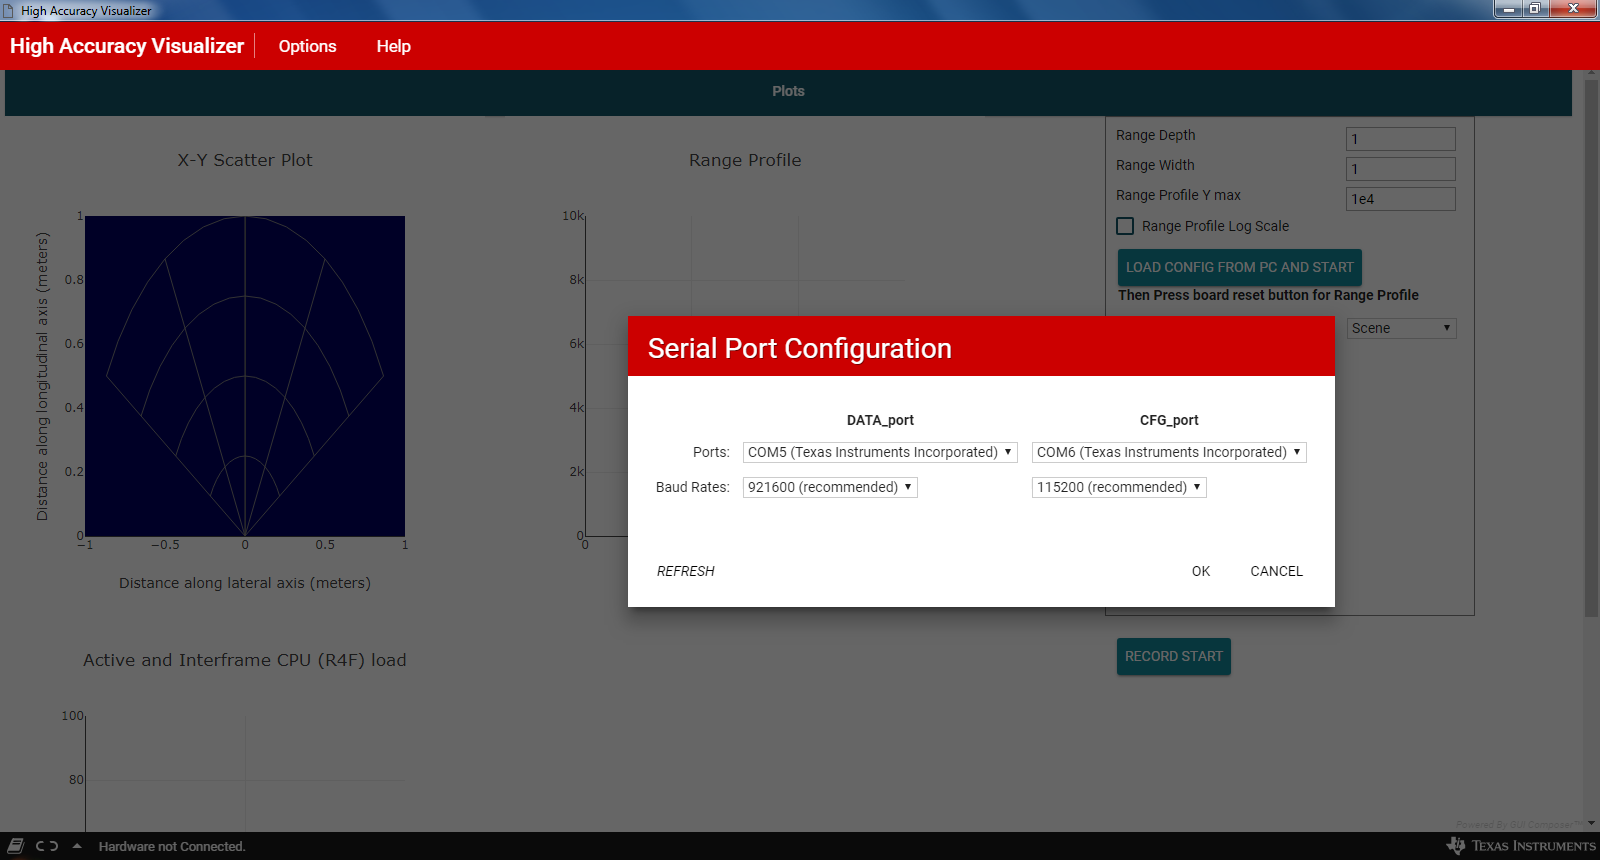 High Accuracy Visualizer
High Accuracy Visualizer
Options
Help
Plots
X-Y Scatter Plot
Distance along longitudinal axis (meters)
1
0.8
0.6
0.4
0.2
0
−1
−0.5
0
0.5
1
Distance along lateral axis (meters)
Range Profile
10k
8k
6k
4k
2k
0
0
Range Depth
1
Range Width
1
Range Profile Y max
1e4
Range Profile Log Scale
LOAD CONFIG FROM PC AND START
Then Press board reset button for Range Profile
Scene
Serial Port Configuration
DATA_port
CFG_port
Ports:
COM5 (Texas Instruments Incorporated)
COM6 (Texas Instruments Incorporated)
Baud Rates:
921600 (recommended)
115200 (recommended)
REFRESH
OK
CANCEL
RECORD START
Active and Interframe CPU (R4F) load
100
80
Powered By GUI Composer™
Hardware not Connected.
TEXAS INSTRUMENTS